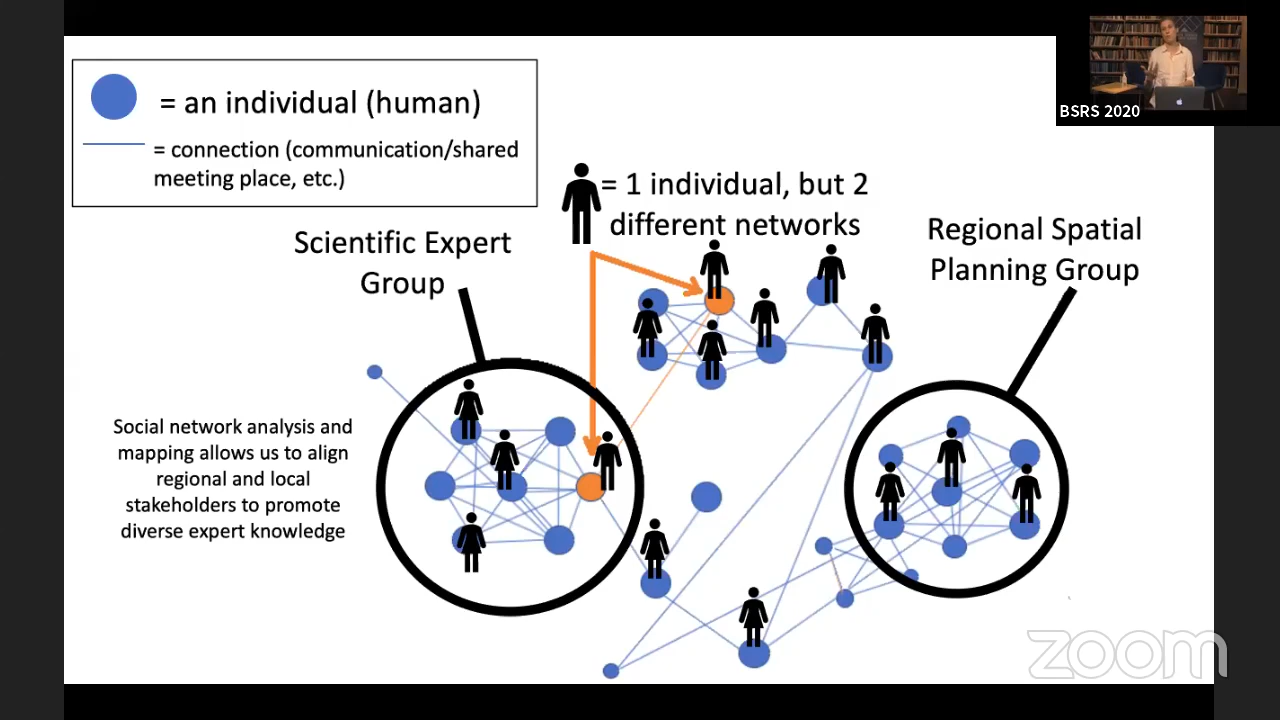 BSRS 2020
= an individual (human)
= connection (communication/shared
meeting place, etc.)
= 1 individual, but 2
different networks
Scientific Expert
Group
Regional Spatial
Planning Group
Social network analysis and
mapping allows us to align
regional and local
stakeholders to promote
diverse expert knowledge
zoom